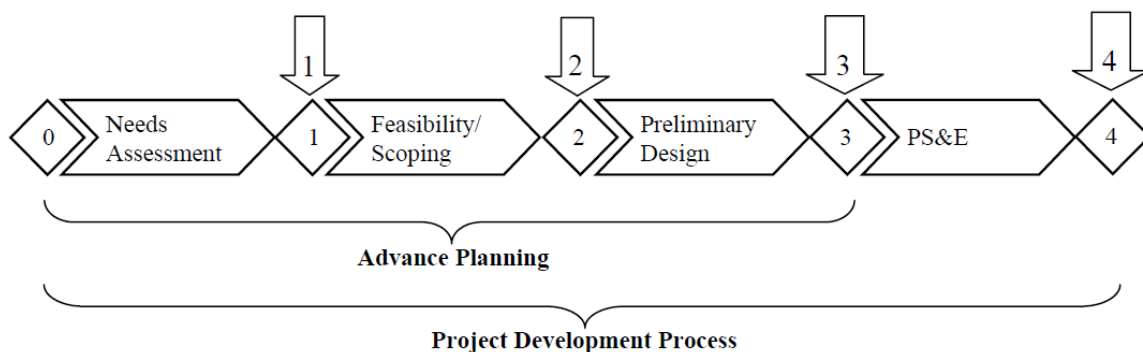 1
2
3
4
0
Needs
Assessment
1
Feasibility/
Scoping
2
Preliminary
Design
3
PS&E
4
Advance Planning
Project Development Process